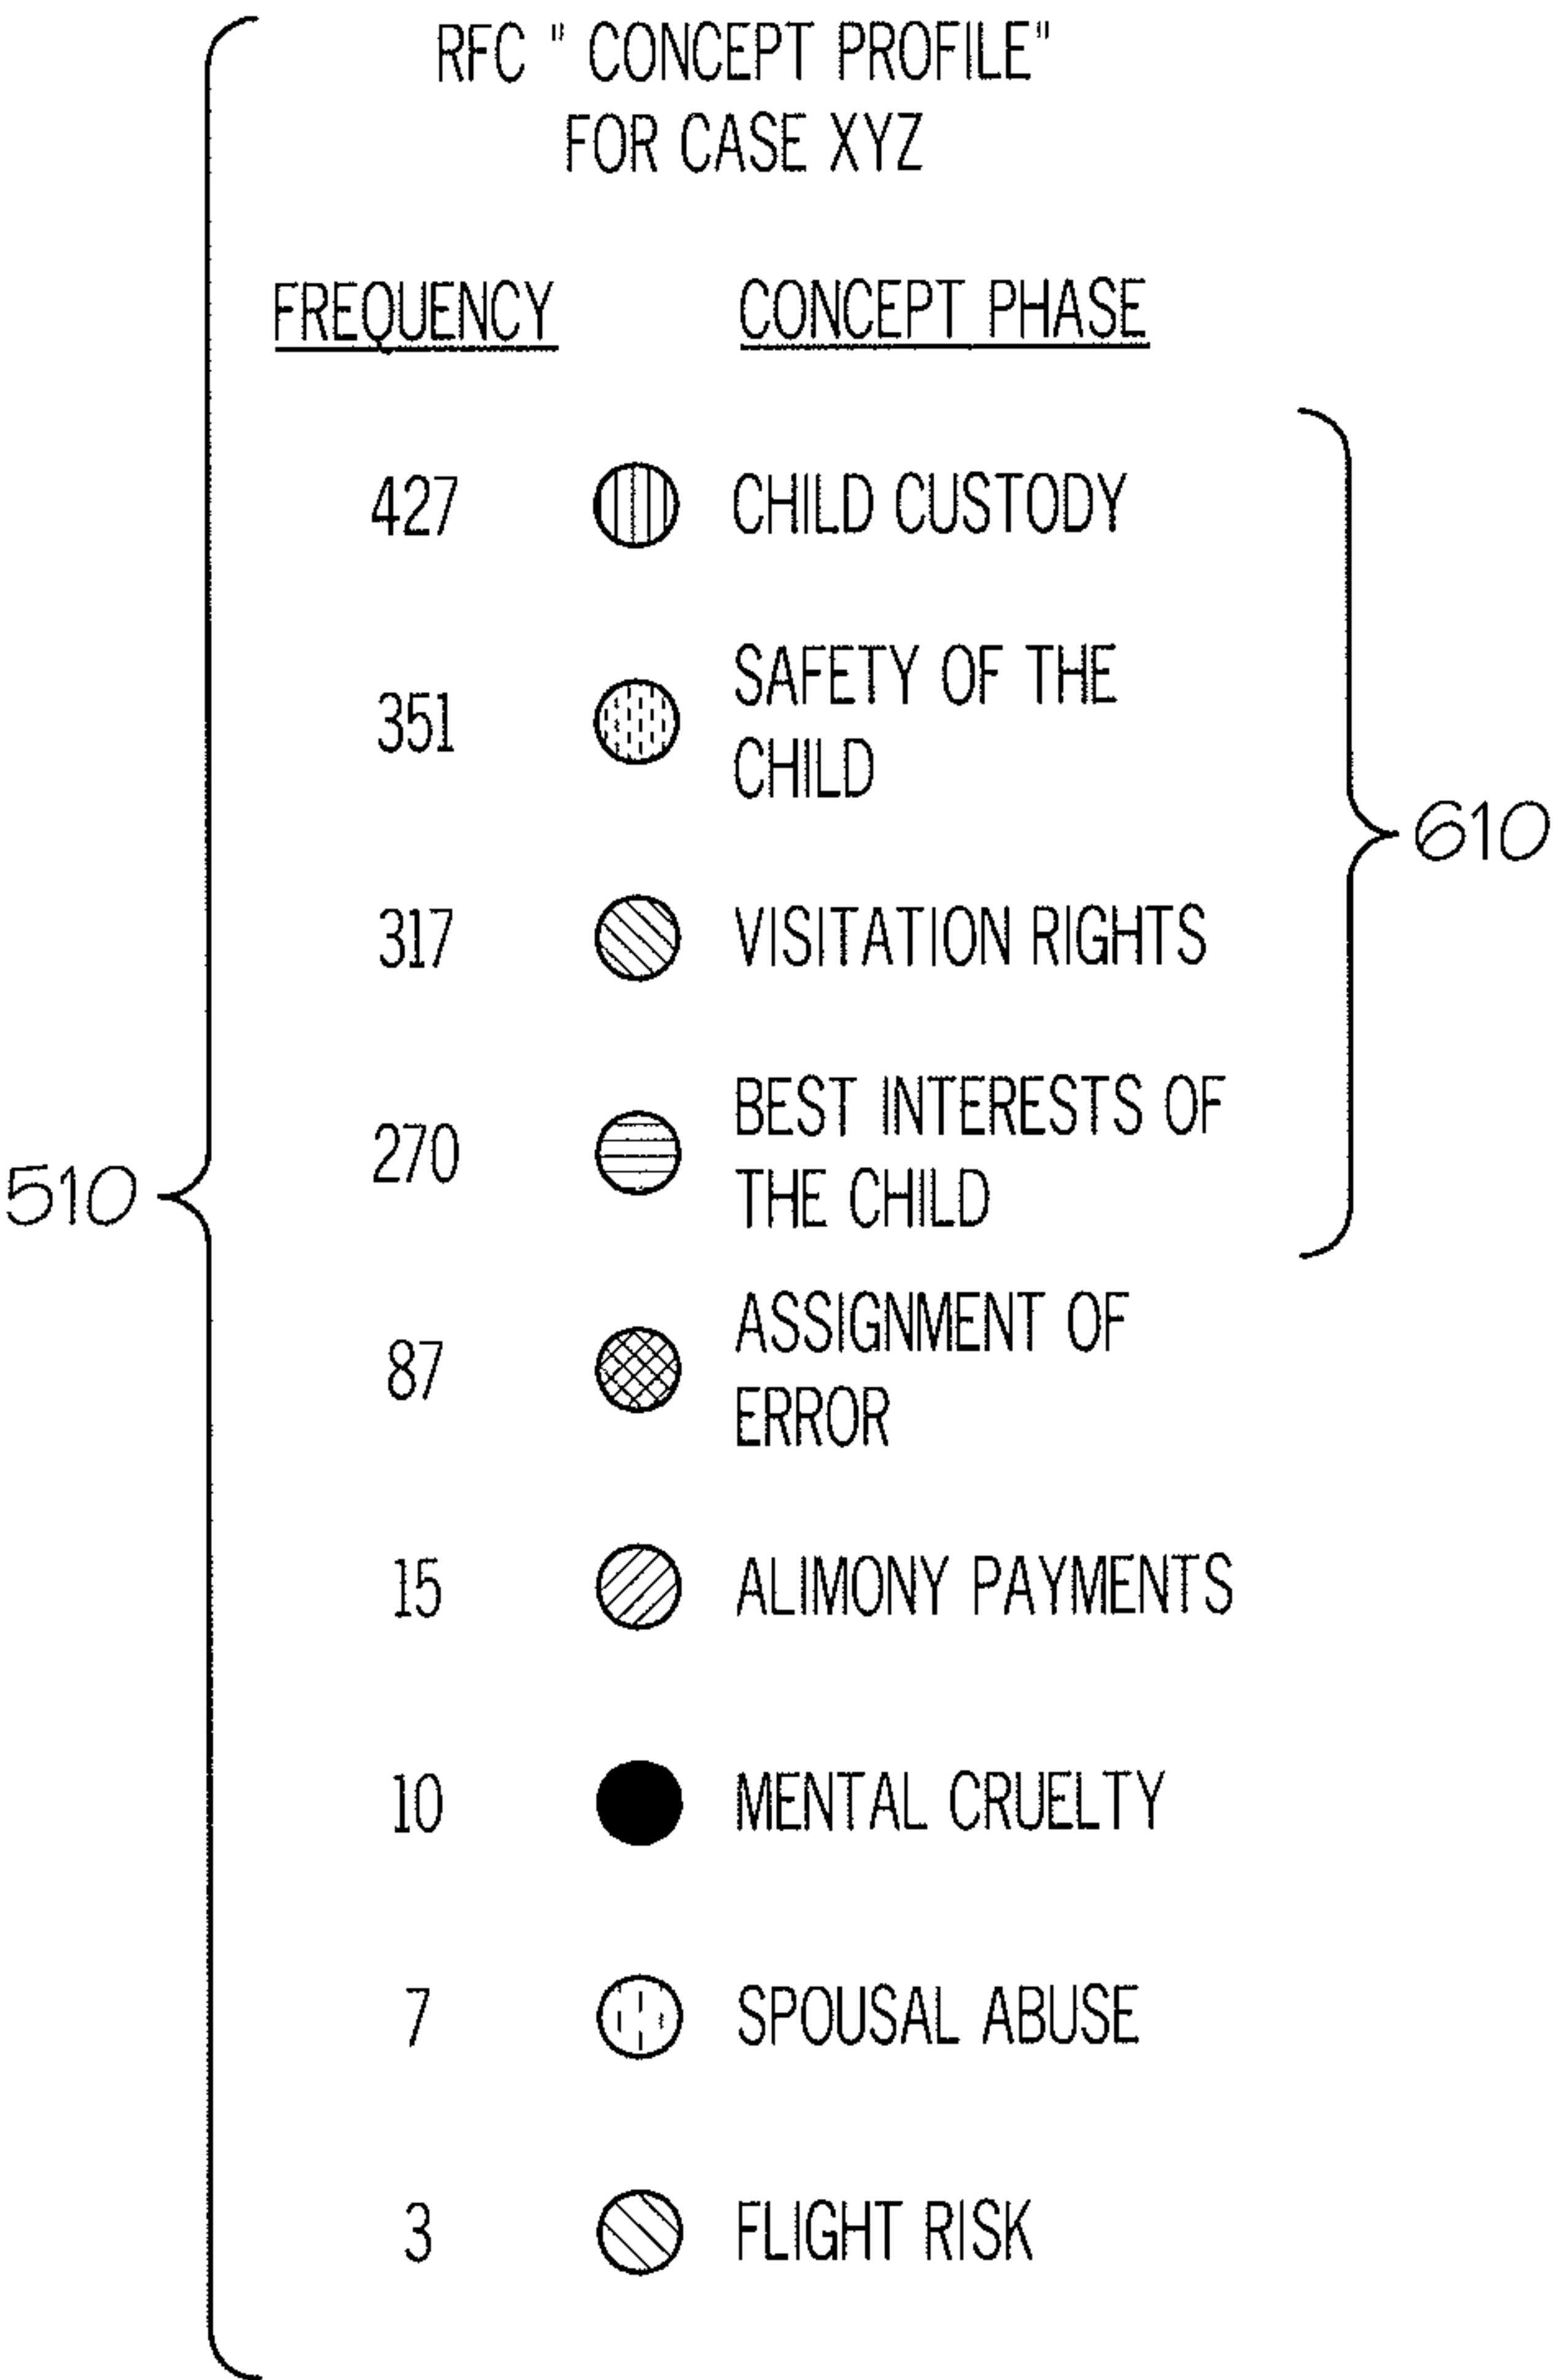 RFC " CONCEPT PROFILE"
FOR CASE XYZ
FREQUENCY CONCEPT PHASE
427 CHILD CUSTODY
351 SAFETY OF THE
CHILD
317 VISITATION RIGHTS
270 BEST INTERESTS OF
THE CHILD
87 ASSIGNMENT OF
ERROR
15 ALIMONY PAYMENTS
10 MENTAL CRUELTY
7 SPOUSAL ABUSE
3 FLIGHT RISK
510
610